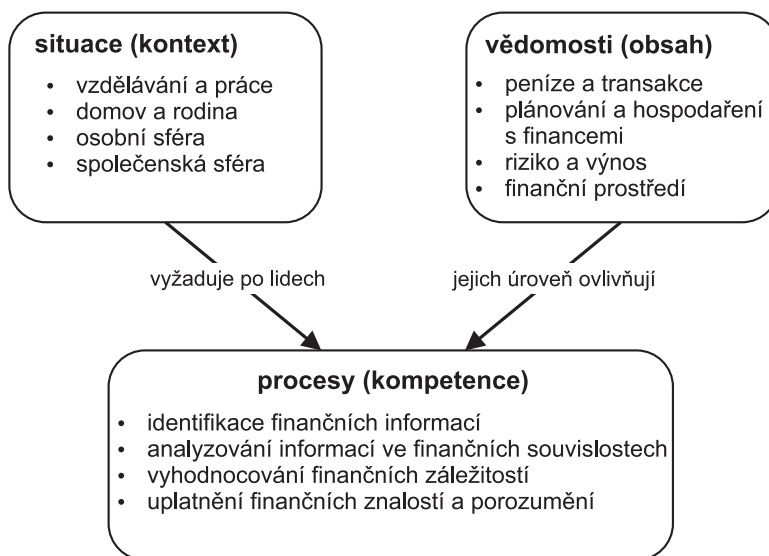 situace (kontext)
• vzdělávání a práce
• domov a rodina
• osobní sféra
• společenská sféra
vědomosti (obsah)
• peníze a transakce
• plánování a hospodaření
s financemi
• riziko a výnos
• finanční prostředí
vyžaduje po lidech
jejich úroveň ovlivňují
procesy (kompetence)
• identifikace finančních informací
• analyzování informací ve finančních souvislostech
• vyhodnocování finančních záležitostí
• uplatnění finančních znalostí a porozumění